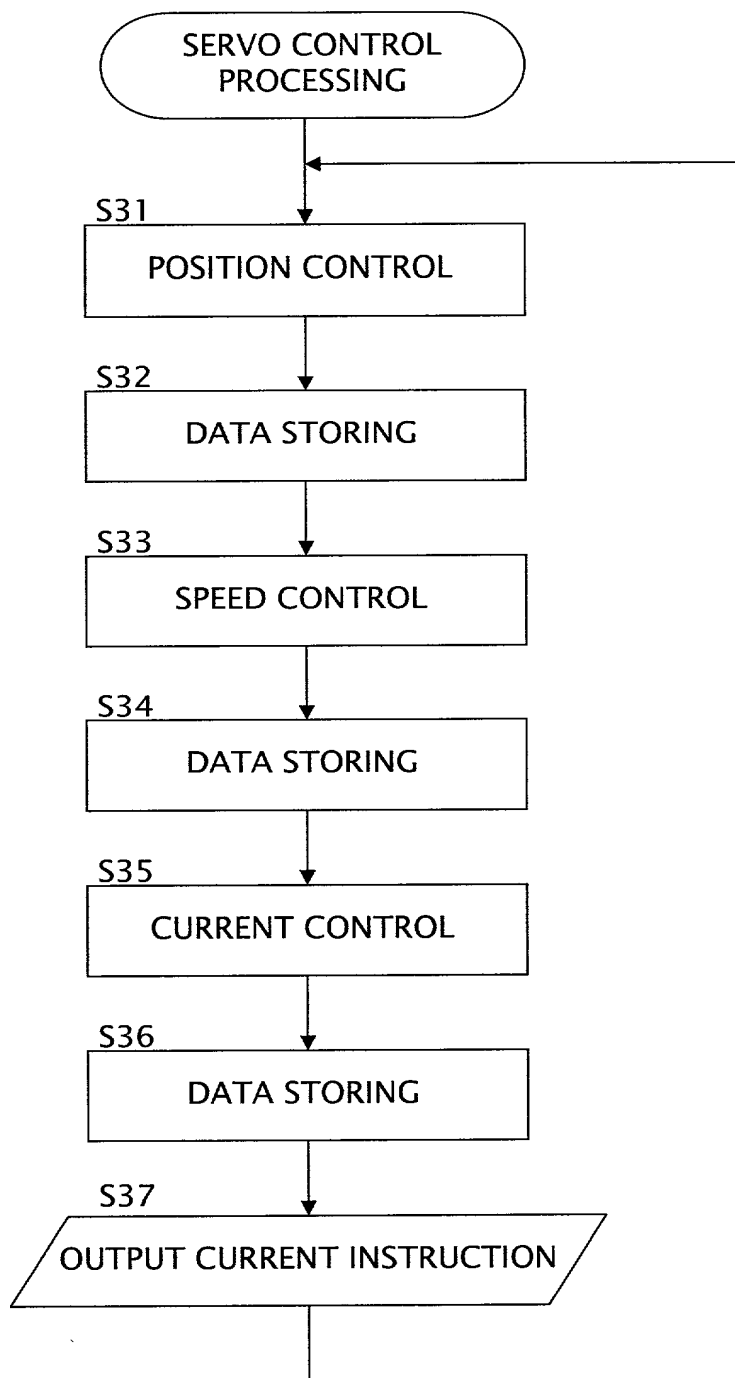 SERVO CONTROL
PROCESSING
S31
POSITION CONTROL
S32
DATA STORING
S33
SPEED CONTROL
S34
DATA STORING
S35
CURRENT CONTROL
S36
DATA STORING
S37
OUTPUT CURRENT INSTRUCTION